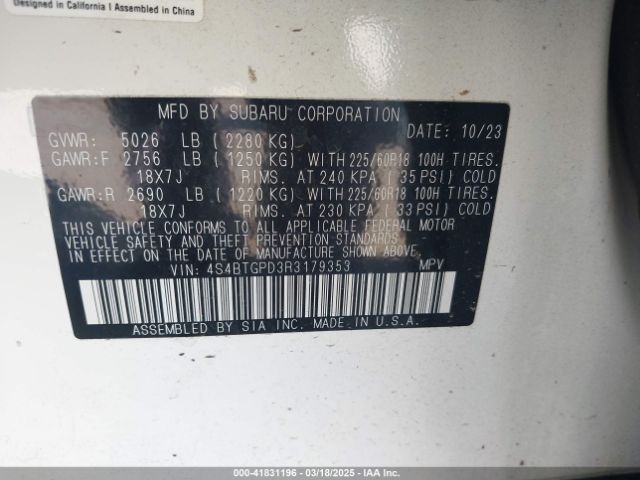 Designed in California | Assembled in China
MFD BY SUBARU CORPORATION
GVWR: 5026 LB (2280 KG) DATE: 10/23
GAWR:F 2756 LB (1250 KG) WITH 225/60R18 100H TIRES.
18X7J RIMS. AT 240 KPA (35 PSI) COLD
GAWR:R 2690 LB (1220 KG) WITH 225/60R18 100H TIRES.
18X7J RIMS. AT 230 KPA (33 PSI) COLD
THIS VEHICLE CONFORMS TO ALL APPLICABLE FEDERAL MOTOR
VEHICLE SAFETY AND THEFT PREVENTION STANDARDS
IN EFFECT ON THE DATE OF MANUFACTURE SHOWN ABOVE.
VIN: 4S4BTGPD3R3179353 MPV
ASSEMBLED BY SIA INC. MADE IN U.S.A.
000-41831196 — 03/18/2025 — IAA Inc.